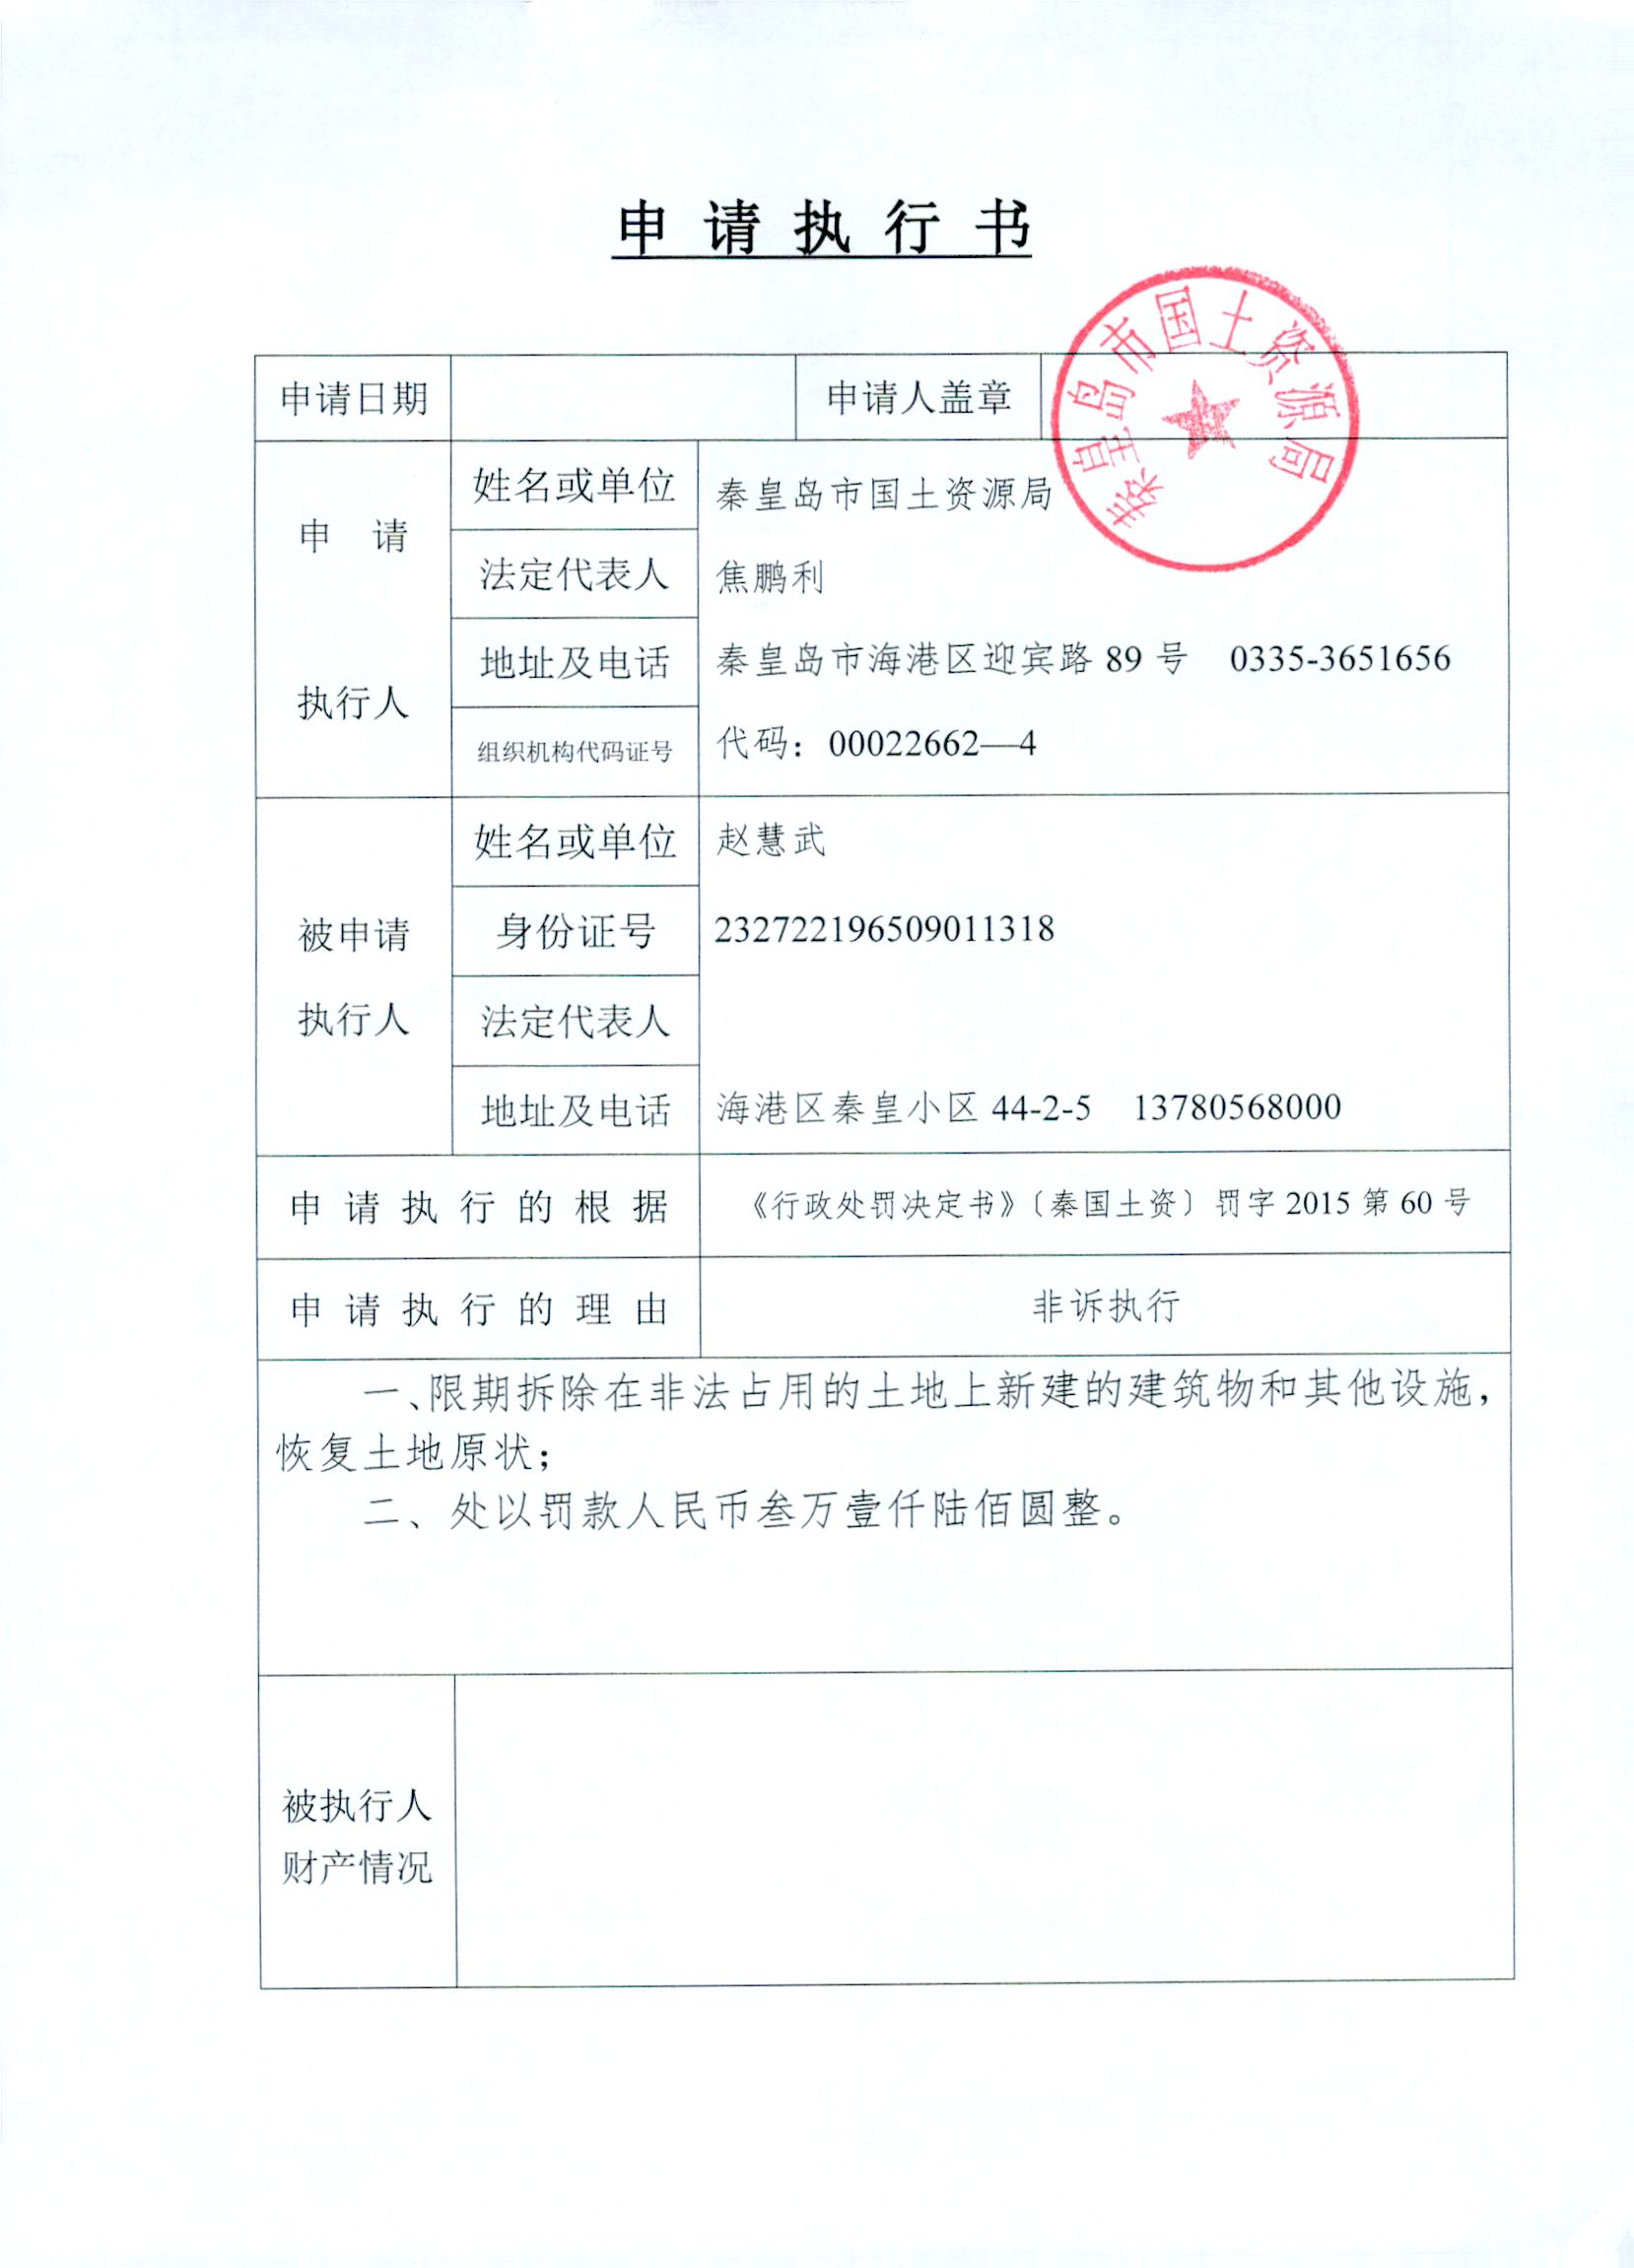 申请执行书
秦皇岛市国土资源局
申请日期 申请人盖章
申请 执行人
姓名或单位 秦皇岛市国土资源局
法定代表人 焦鹏利
地址及电话 秦皇岛市海港区迎宾路 89 号 0335-3651656
组织机构代码证号 代码：00022662—4
被申请 执行人
姓名或单位 赵慧武
身份证号 232722196509011318
法定代表人
地址及电话 海港区秦皇小区 44-2-5 13780568000
申请执行的根据 《行政处罚决定书》〔秦国土资〕罚字 2015 第 60 号
申请执行的理由 非诉执行
一、限期拆除在非法占用的土地上新建的建筑物和其他设施，
恢复土地原状；
二、处以罚款人民币叁万壹仟陆佰圆整。
被执行人
财产情况